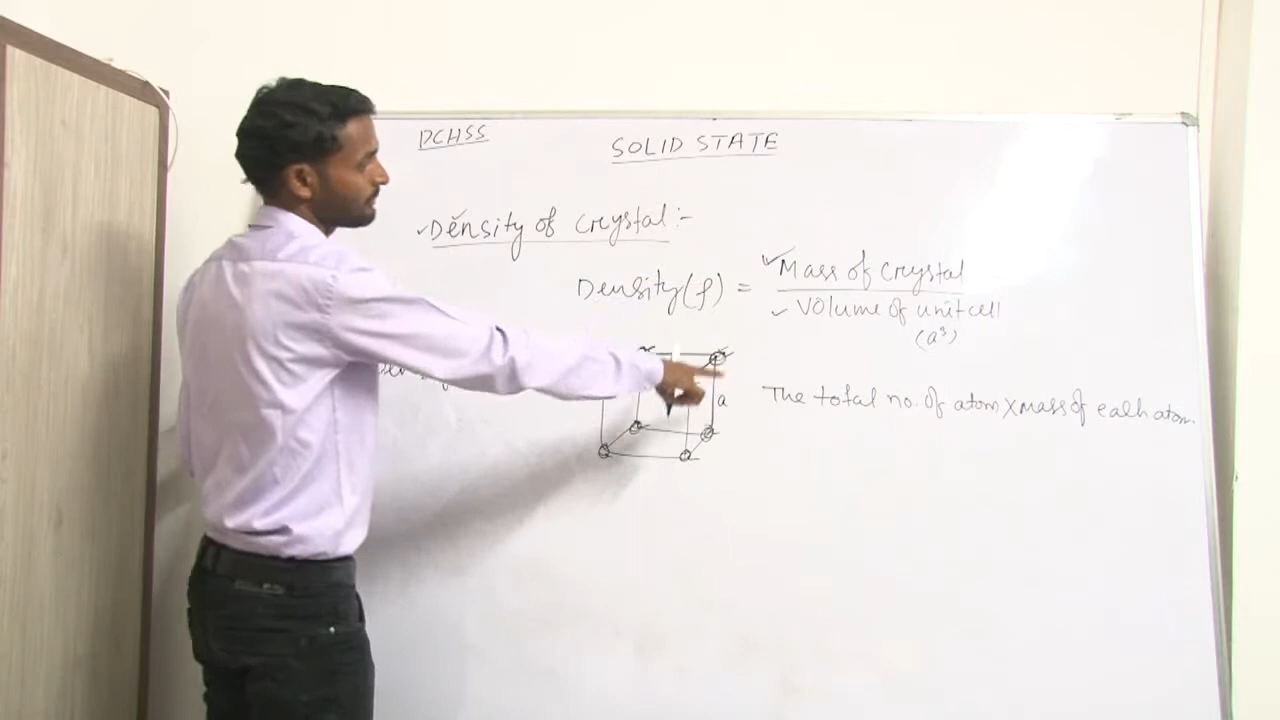 DCHSS
SOLID STATE
Density of Crystal :-
Density (ρ) = Mass of Crystal
Volume of unit cell
(a³)
a
The total no. of atom X mass of each atom.